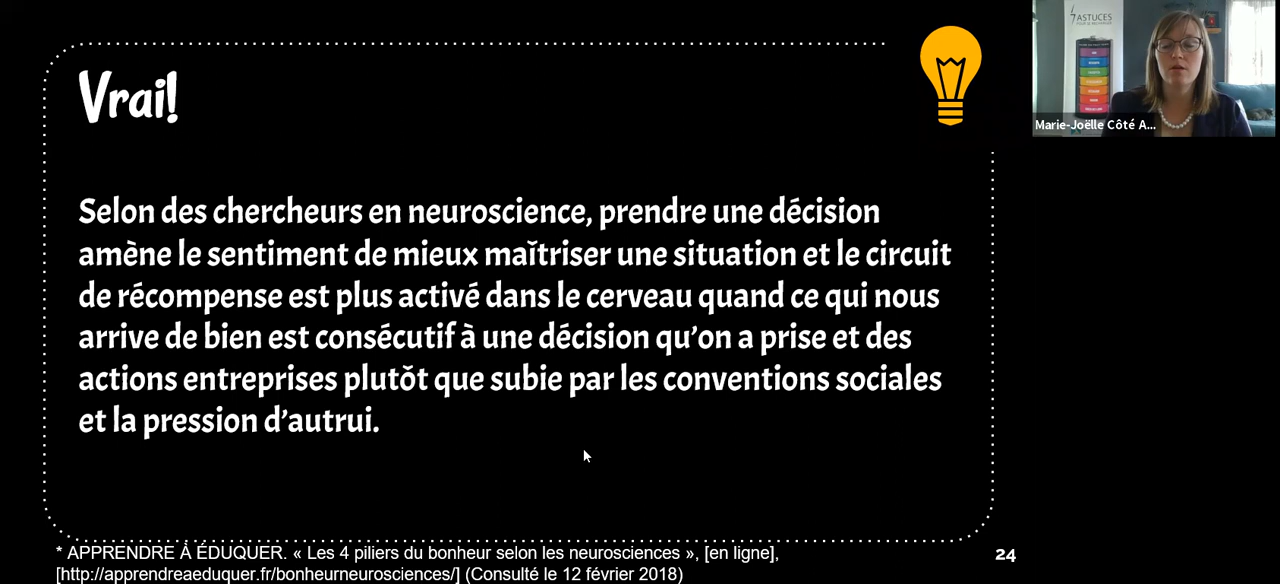 Vrai!
Selon des chercheurs en neuroscience, prendre une décision
amène le sentiment de mieux maîtriser une situation et le circuit
de récompense est plus activé dans le cerveau quand ce qui nous
arrive de bien est consécutif à une décision qu’on a prise et des
actions entreprises plutôt que subie par les conventions sociales
et la pression d’autrui.
* APPRENDRE À ÉDUQUER. « Les 4 piliers du bonheur selon les neurosciences », [en ligne],
[http://apprendreaeduquer.fr/bonheurneurosciences/] (Consulté le 12 février 2018)
24
ASTUCES
Marie-Joëlle Côté A...